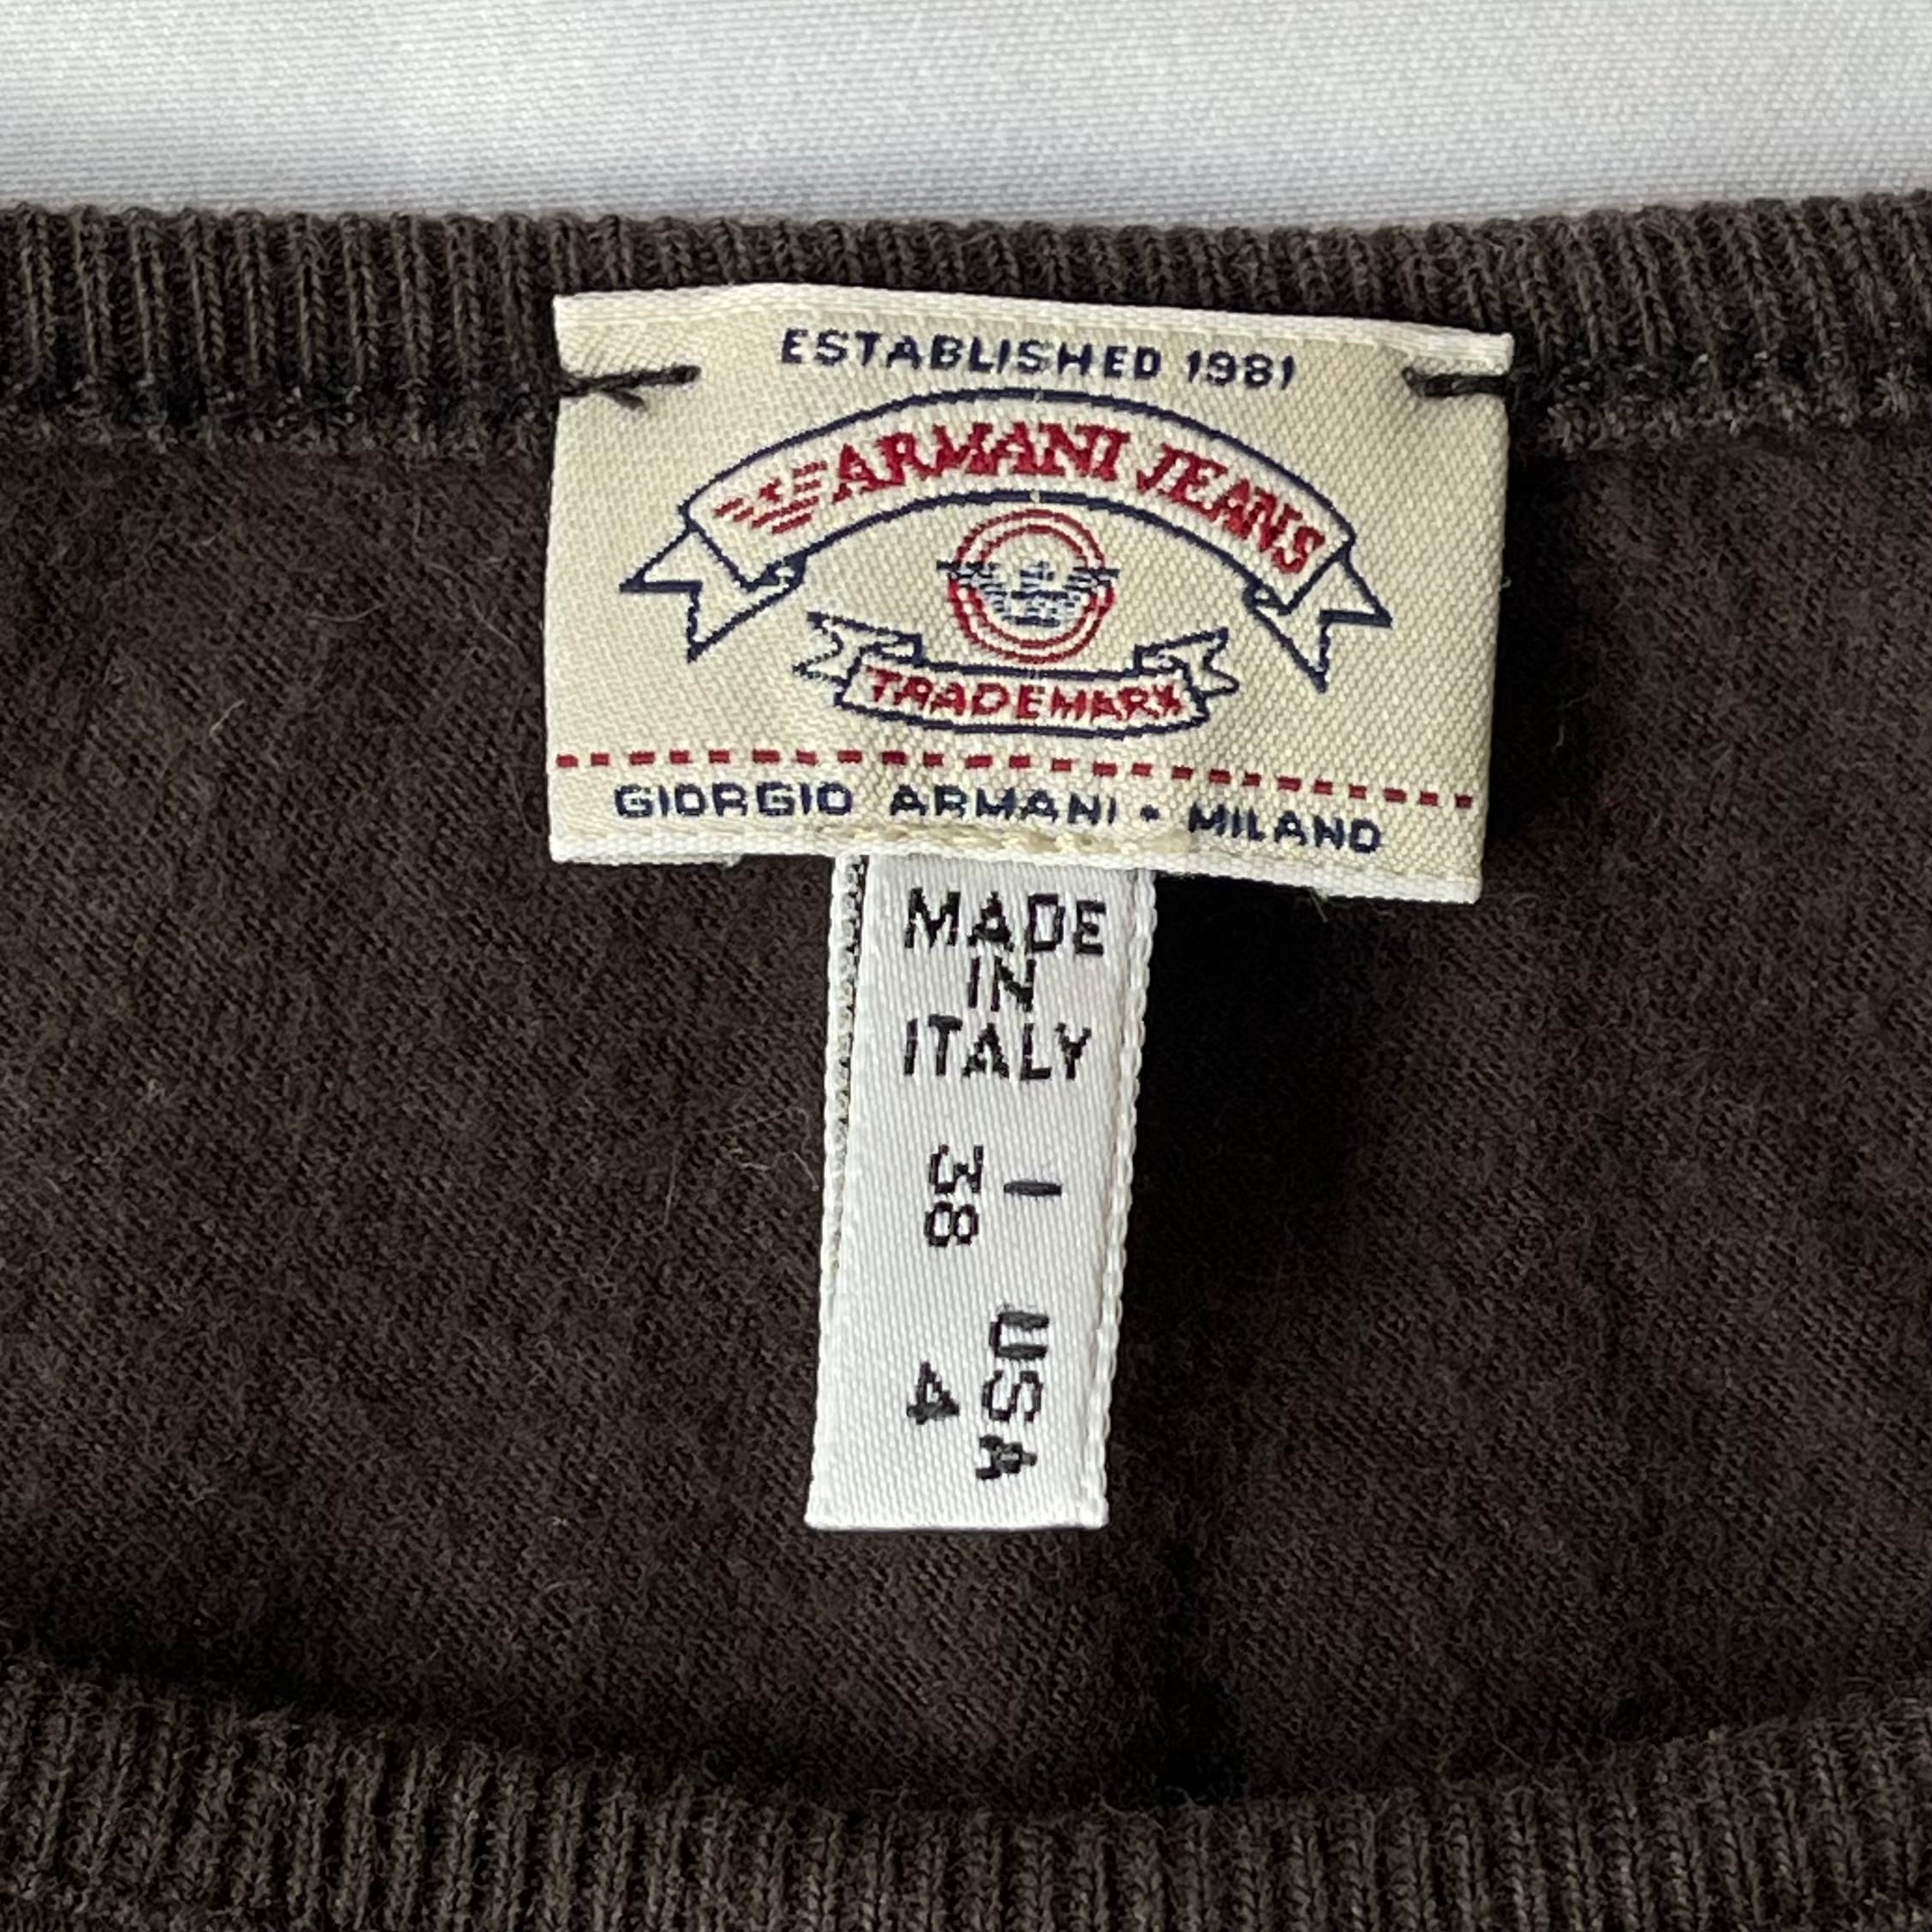 ESTABLISHED 1981
ARMANI JEANS
TRADEMARK
GIORGIO ARMANI • MILANO
MADE
IN
ITALY
I
38
USA
4